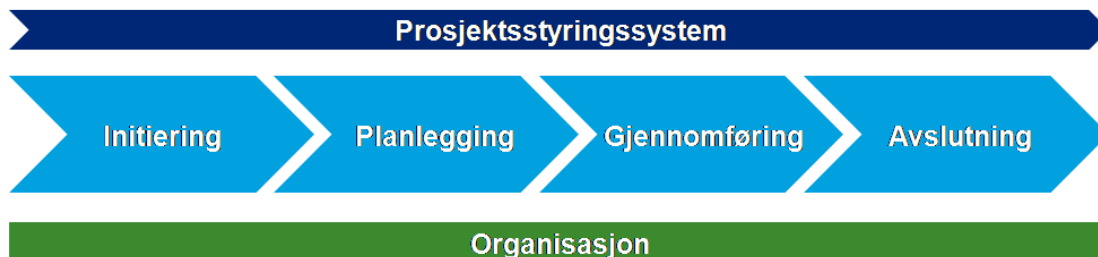 Prosjektsstyringssystem
Initiering Planlegging Gjennomføring Avslutning
Organisasjon